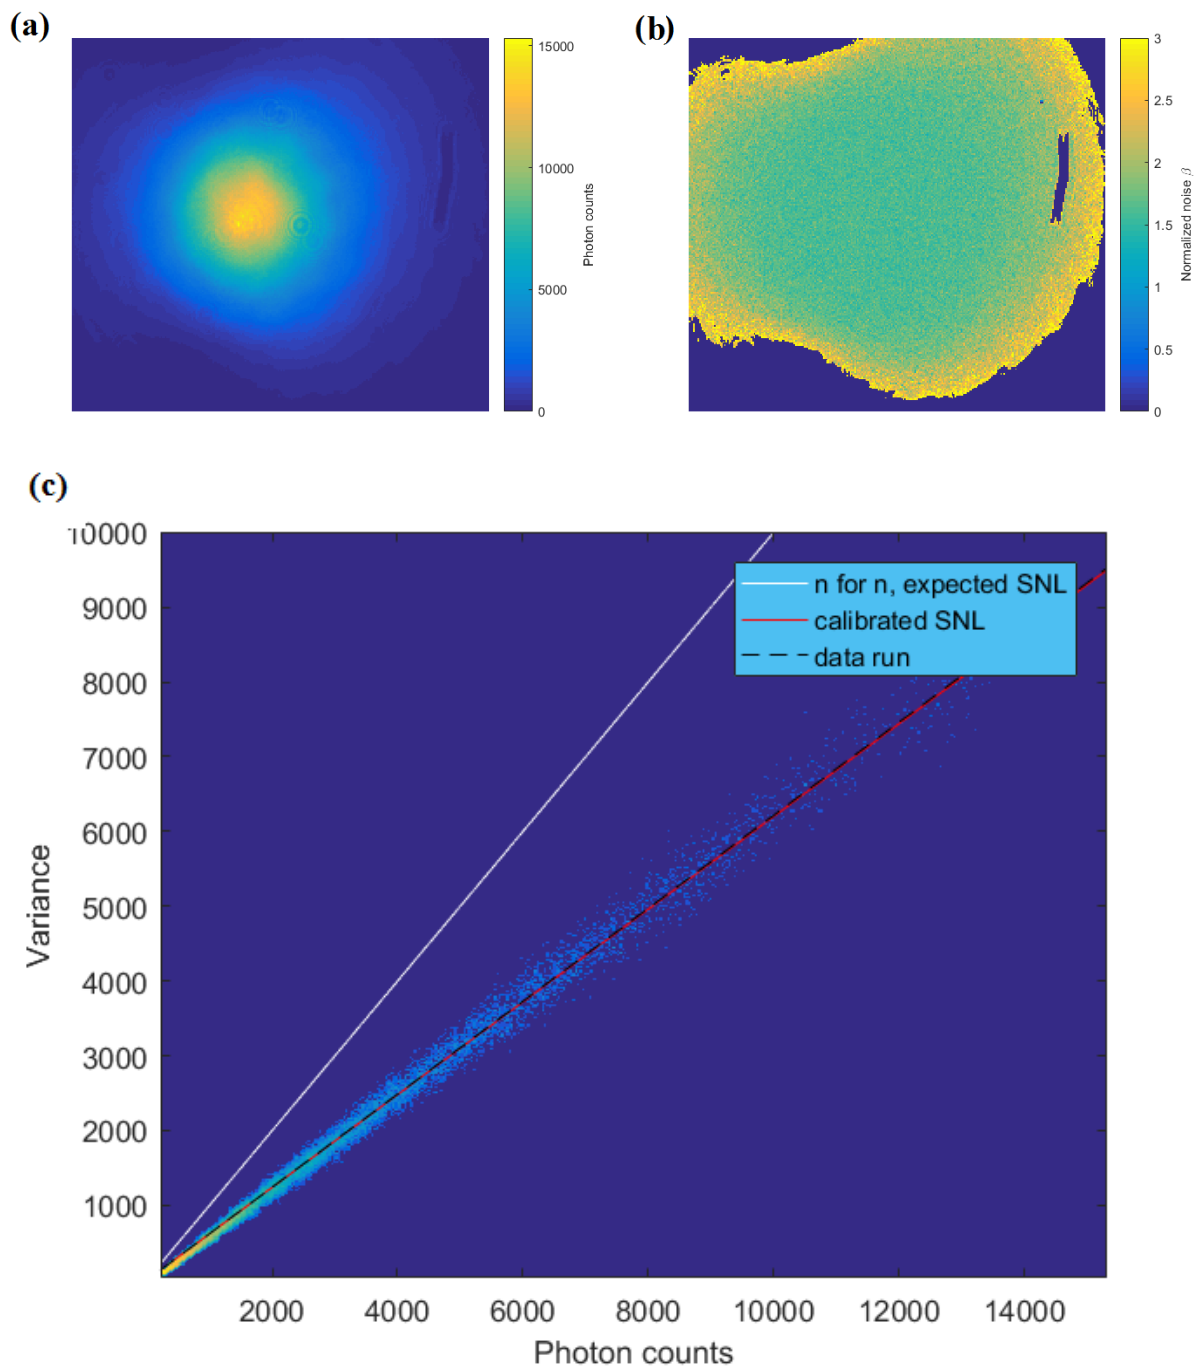 (a)
15000
10000
5000
0
Photon counts
(b)
3
2.5
2
1.5
1
0.5
0
Normalized noise β
(c)
10000
9000
8000
7000
6000
5000
4000
3000
2000
1000
Variance
n for n, expected SNL
calibrated SNL
data run
2000 4000 6000 8000 10000 12000 14000
Photon counts